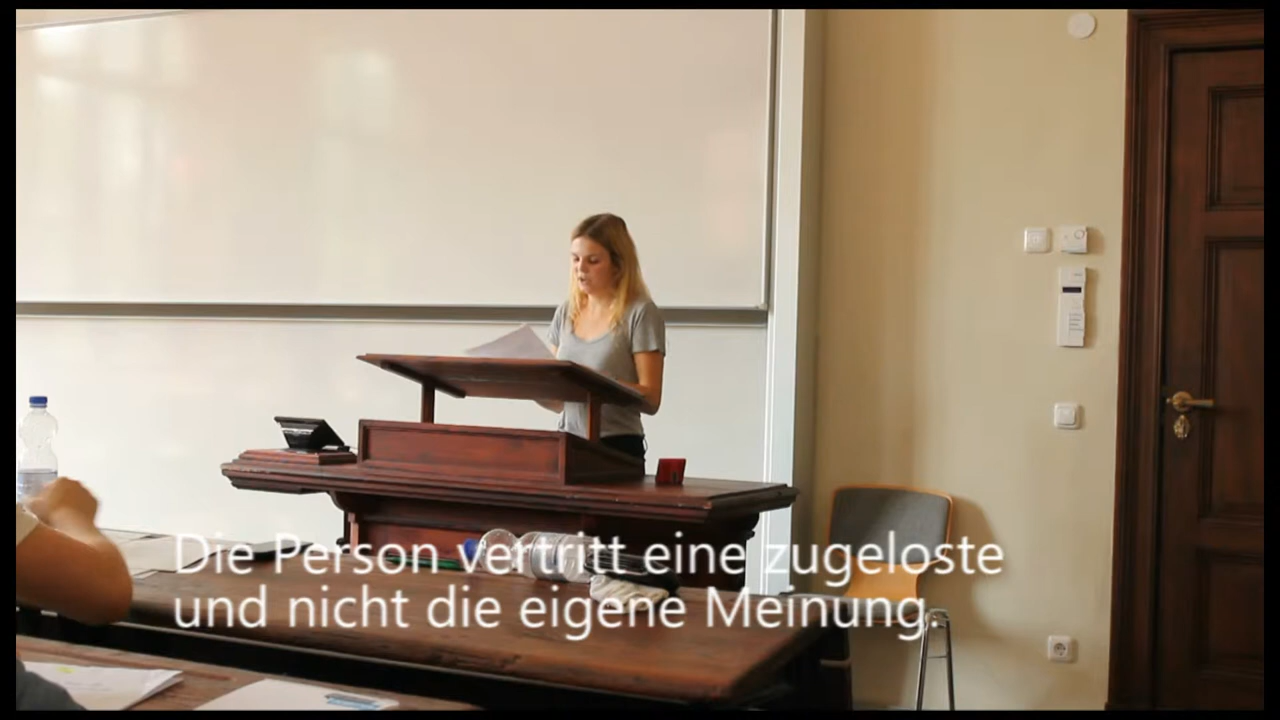 Die Person vertritt eine zugeloste
und nicht die eigene Meinung.